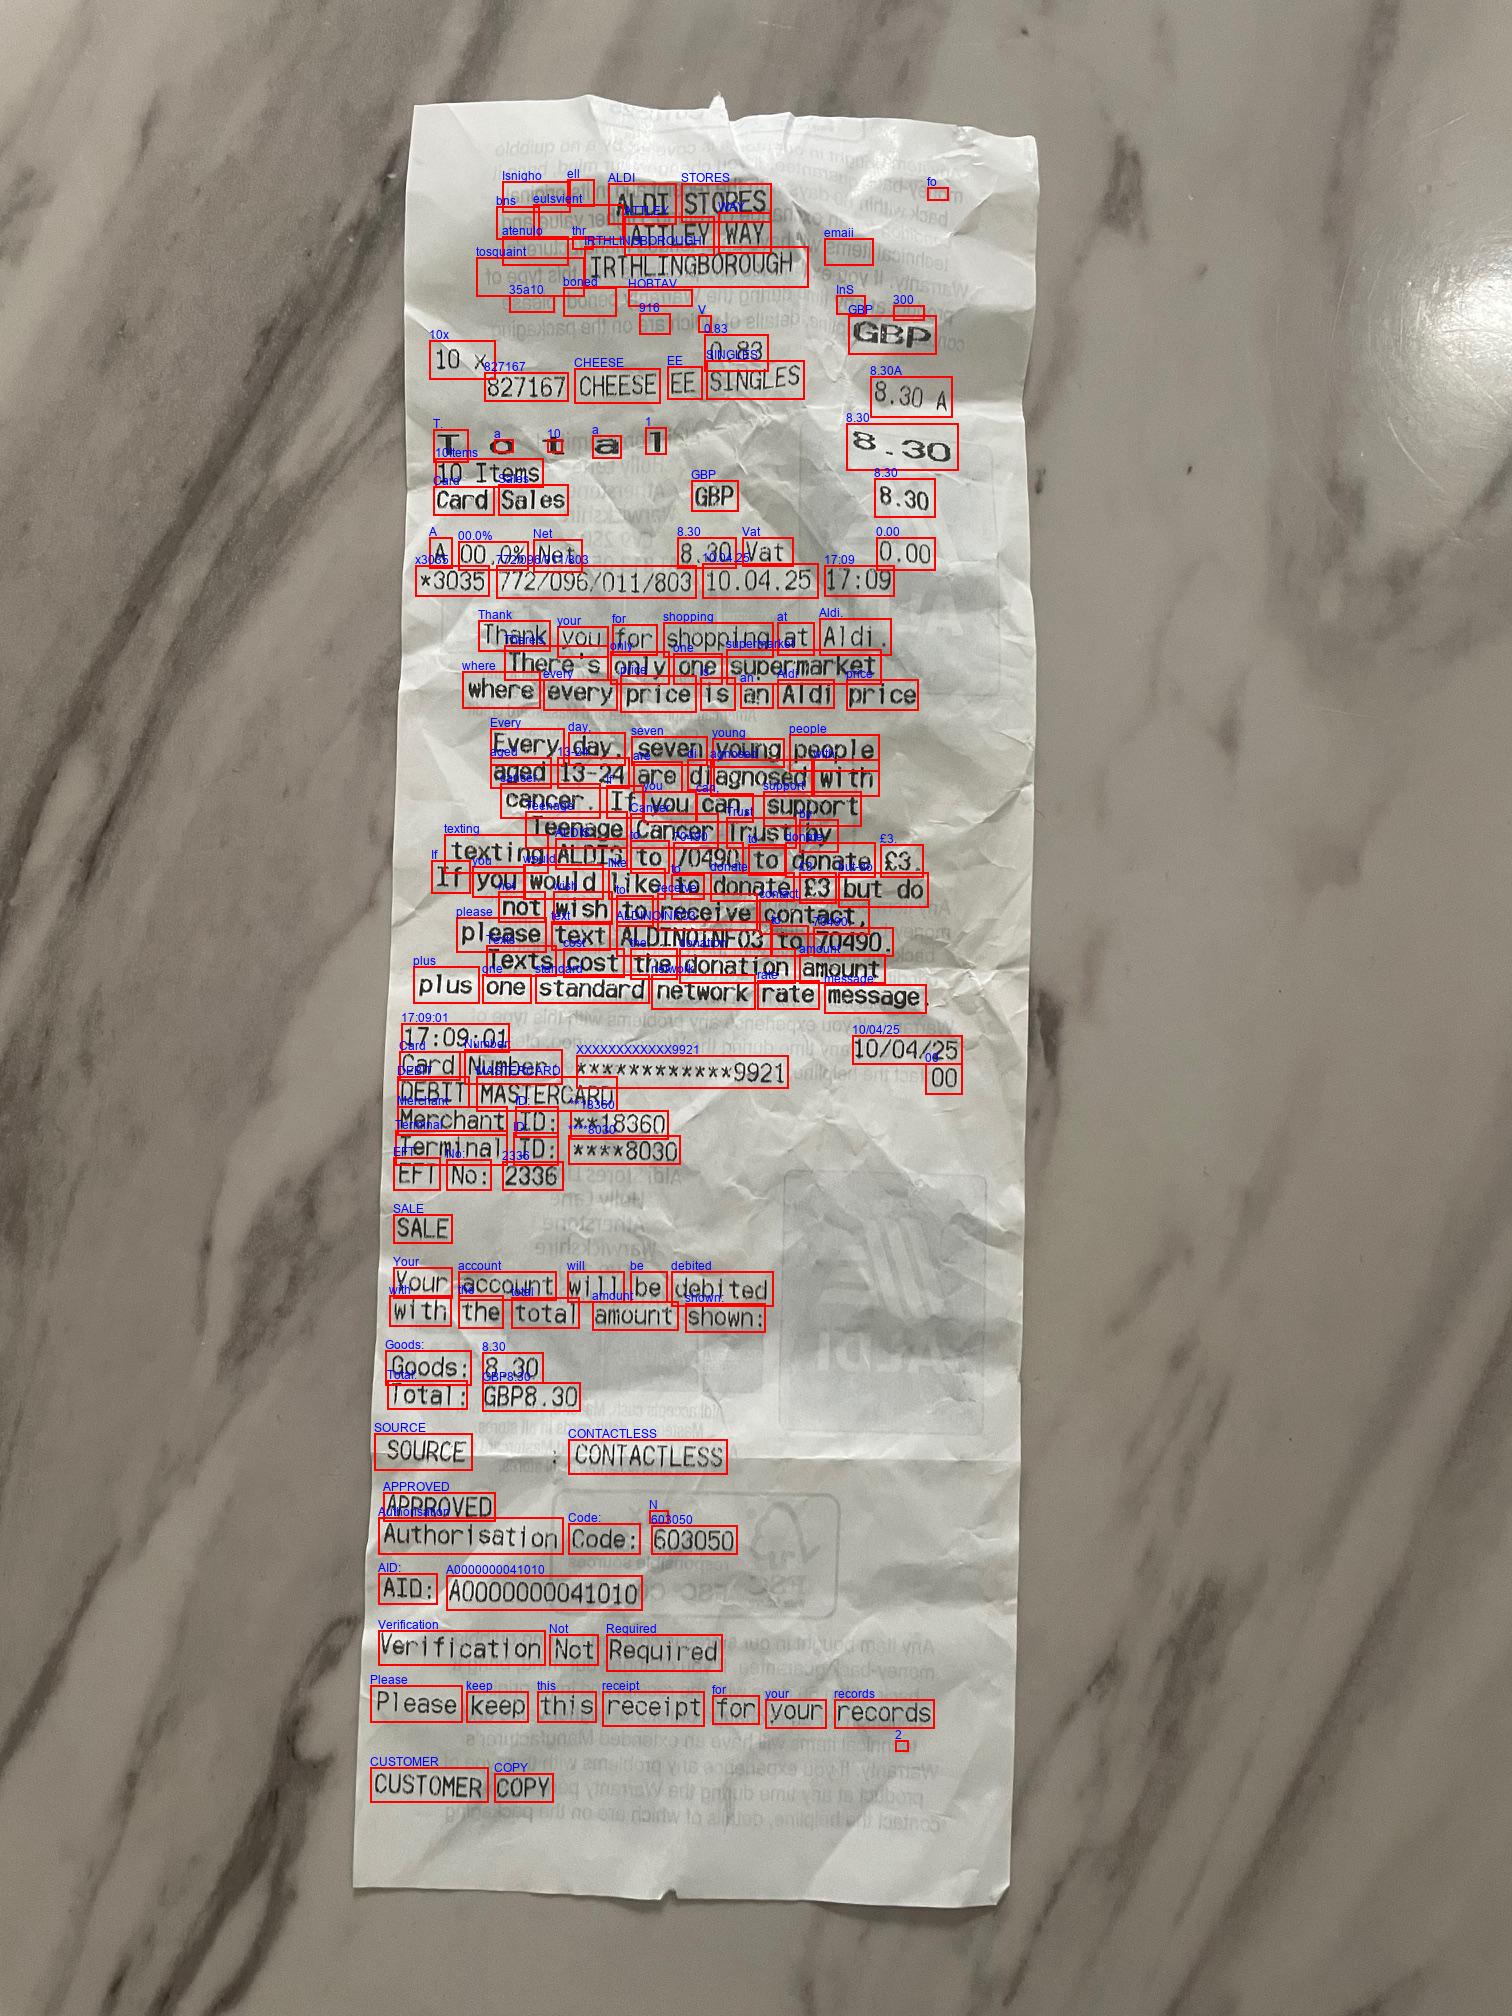 ALDI STORES
ATTLEY WAY
IRTHLINGBOROUGH
GBP
10 x 0.83
827167 CHEESE EE SINGLES 8.30 A
Total 8.30
10 Items
Card Sales GBP 8.30
A 00.0% Net 8.30 Vat 0.00
*3035 772/096/011/803 10.04.25 17:09
Thank you for shopping at Aldi.
There's only one supermarket
where every price is an Aldi price
Every day, seven young people
aged 13-24 are diagnosed with
cancer. If you can, support
Teenage Cancer Trust by
texting ALDI3 to 70490 to donate £3.
If you would like to donate £3 but do
not wish to receive contact,
please text ALDINOINFO3 to 70490.
Texts cost the donation amount
plus one standard network rate message.
17:09:01 10/04/25
Card Number: ************9921 00
DEBIT MASTERCARD
Merchant ID: **18360
Terminal ID: ****8030
EFT No: 2336
SALE
Your account will be debited
with the total amount shown:
Goods: 8.30
Total: GBP8.30
SOURCE : CONTACTLESS
APPROVED
Authorisation Code: 603050
AID: A0000000041010
Verification Not Required
Please keep this receipt for your records
CUSTOMER COPY